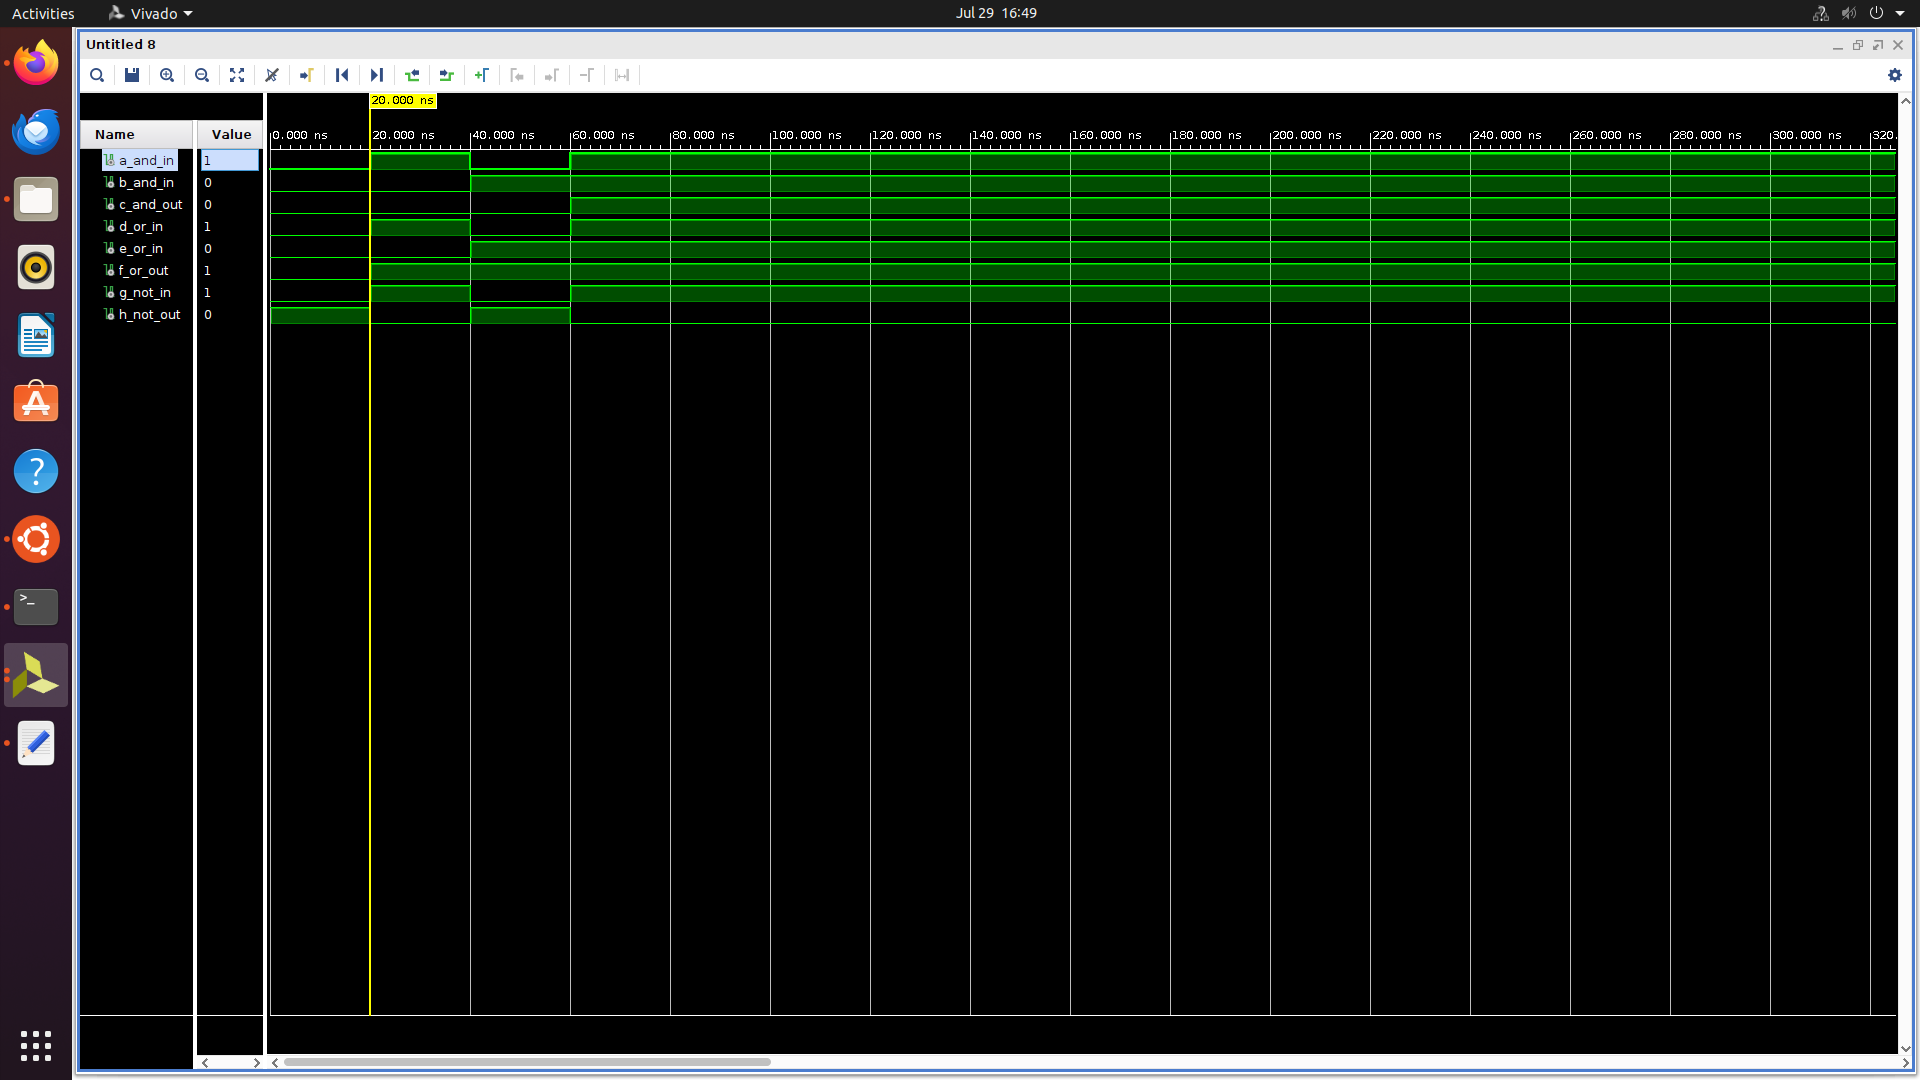 Activities Vivado Jul 29 16:49
Untitled 8
20.000 ns
Name Value 0.000 ns 20.000 ns 40.000 ns 60.000 ns 80.000 ns 100.000 ns 120.000 ns 140.000 ns 160.000 ns 180.000 ns 200.000 ns 220.000 ns 240.000 ns 260.000 ns 280.000 ns 300.000 ns 320.
a_and_in 1
b_and_in 0
c_and_out 0
d_or_in 1
e_or_in 0
f_or_out 1
g_not_in 1
h_not_out 0